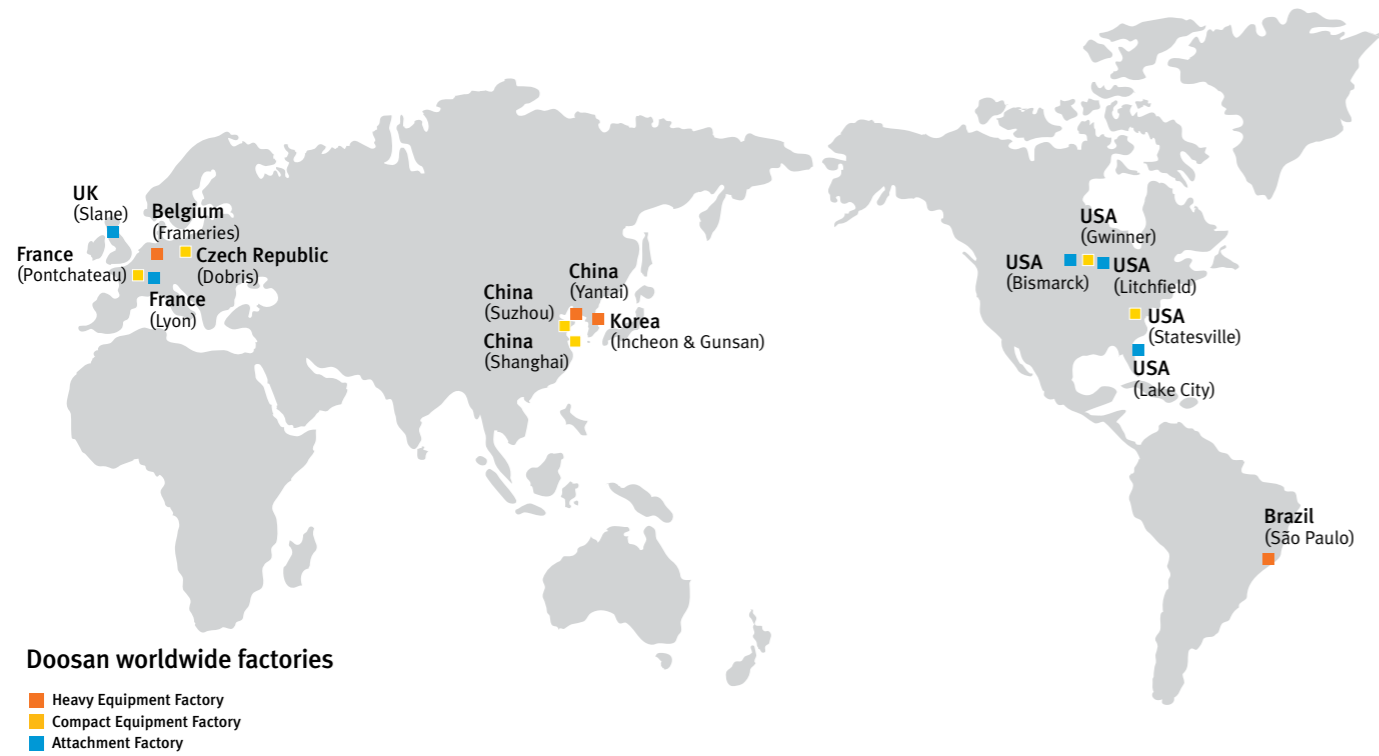 UK
(Slane)
Belgium
(Frameries)
France
(Pontchateau)
Czech Republic
(Dobris)
France
(Lyon)
China
(Yantai)
China
(Suzhou)
Korea
(Incheon & Gunsan)
China
(Shanghai)
USA
(Gwinner)
USA
(Bismarck)
USA
(Litchfield)
USA
(Statesville)
USA
(Lake City)
Brazil
(São Paulo)
Doosan worldwide factories
Heavy Equipment Factory
Compact Equipment Factory
Attachment Factory